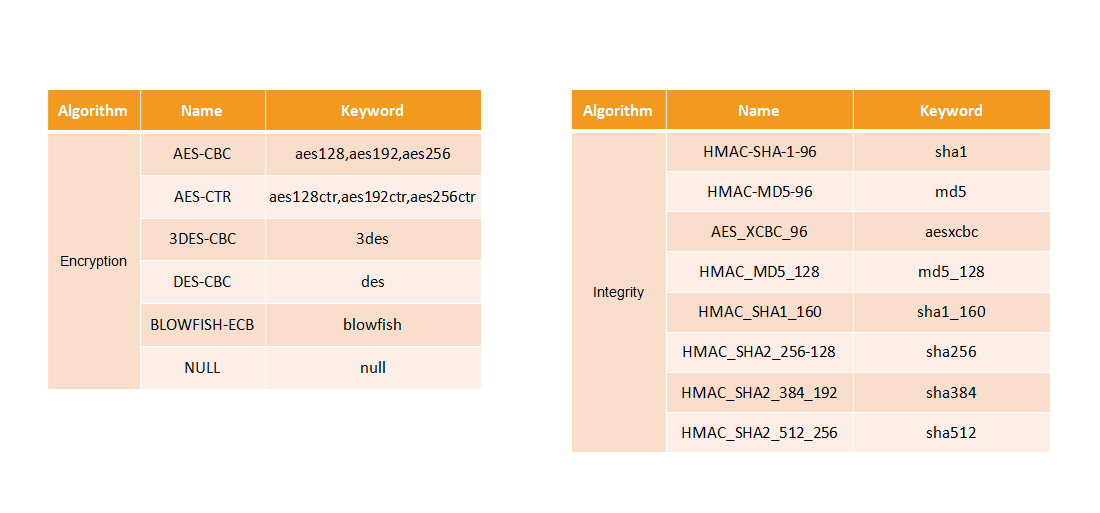 Algorithm Name Keyword
Encryption
AES-CBC aes128,aes192,aes256
AES-CTR aes128ctr,aes192ctr,aes256ctr
3DES-CBC 3des
DES-CBC des
BLOWFISH-ECB blowfish
NULL null
Algorithm Name Keyword
Integrity
HMAC-SHA-1-96 sha1
HMAC-MD5-96 md5
AES_XCBC_96 aesxcbc
HMAC_MD5_128 md5_128
HMAC_SHA1_160 sha1_160
HMAC_SHA2_256-128 sha256
HMAC_SHA2_384_192 sha384
HMAC_SHA2_512_256 sha512